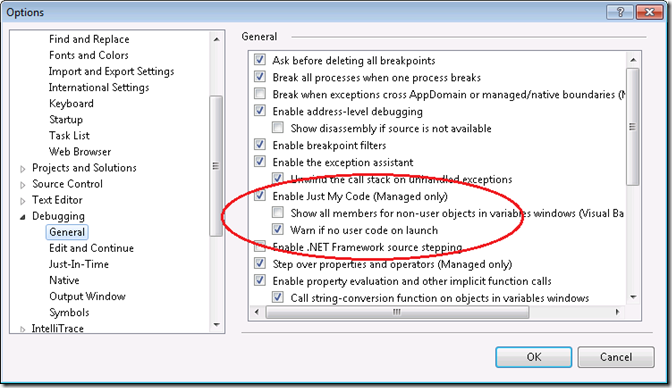 Options
Find and Replace
Fonts and Colors
Import and Export Settings
International Settings
Keyboard
Startup
Task List
Web Browser
Projects and Solutions
Source Control
Text Editor
Debugging
General
Edit and Continue
Just-In-Time
Native
Output Window
Symbols
IntelliTrace
General
Ask before deleting all breakpoints
Break all processes when one process breaks
Break when exceptions cross AppDomain or managed/native boundaries (M
Enable address-level debugging
Show disassembly if source is not available
Enable breakpoint filters
Enable the exception assistant
Unwind the call stack on unhandled exceptions
Enable Just My Code (Managed only)
Show all members for non-user objects in variables windows (Visual Ba
Warn if no user code on launch
Enable .NET Framework source stepping
Step over properties and operators (Managed only)
Enable property evaluation and other implicit function calls
Call string-conversion function on objects in variables windows
OK
Cancel